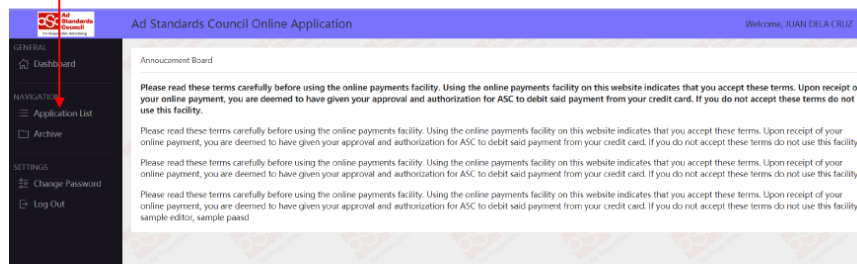 Ad Standards Council
Ad Standards Council Online Application
Welcome, JUAN DELA CRUZ
GENERAL
Dashboard
NAVIGATION
Application List
Archive
SETTINGS
Change Password
Log Out
Annoucement Board
Please read these terms carefully before using the online payments facility. Using the online payments facility on this website indicates that you accept these terms. Upon receipt o
your online payment, you are deemed to have given your approval and authorization for ASC to debit said payment from your credit card. If you do not accept these terms do not
use this facility.
Please read these terms carefully before using the online payments facility. Using the online payments facility on this website indicates that you accept these terms. Upon receipt of your
online payment, you are deemed to have given your approval and authorization for ASC to debit said payment from your credit card. If you do not accept these terms do not use this facility
Please read these terms carefully before using the online payments facility. Using the online payments facility on this website indicates that you accept these terms. Upon receipt of your
online payment, you are deemed to have given your approval and authorization for ASC to debit said payment from your credit card. If you do not accept these terms do not use this facility
Please read these terms carefully before using the online payments facility. Using the online payments facility on this website indicates that you accept these terms. Upon receipt of your
online payment, you are deemed to have given your approval and authorization for ASC to debit said payment from your credit card. If you do not accept these terms do not use this facility
sample editor, sample paasd